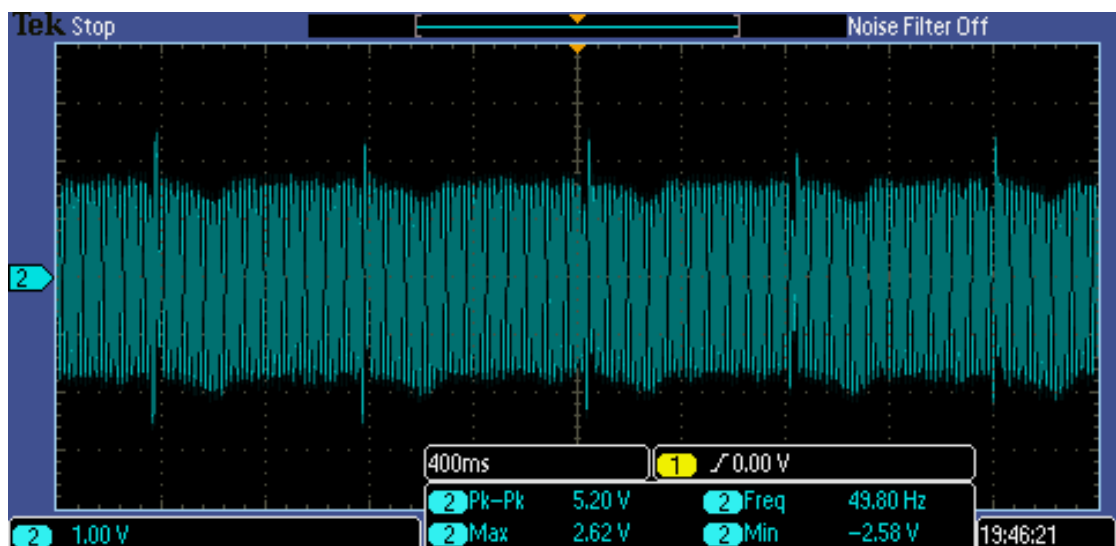 Tek Stop Noise Filter Off
2
400ms 1 0.00 V
2 Pk-Pk 5.20 V 2 Freq 49.80 Hz
2 1.00 V 2 Max 2.62 V 2 Min -2.58 V 19:46:21